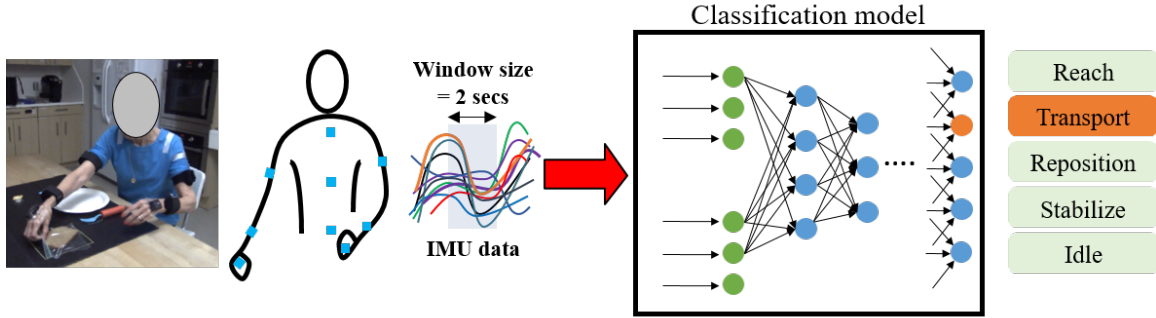 Classification model
Window size
= 2 secs
IMU data
Reach
Transport
Reposition
Stabilize
Idle